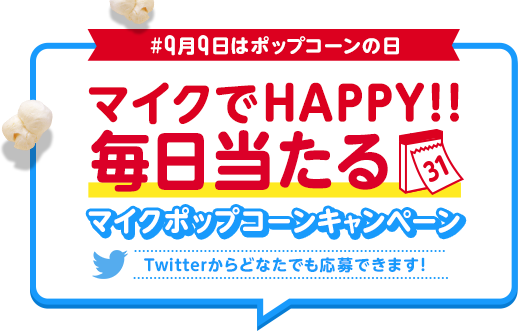 #9月9日はポップコーンの日
マイクでHAPPY!!
毎日当たる
31
マイクポップコーンキャンペーン
Twitterからどなたでも応募できます!